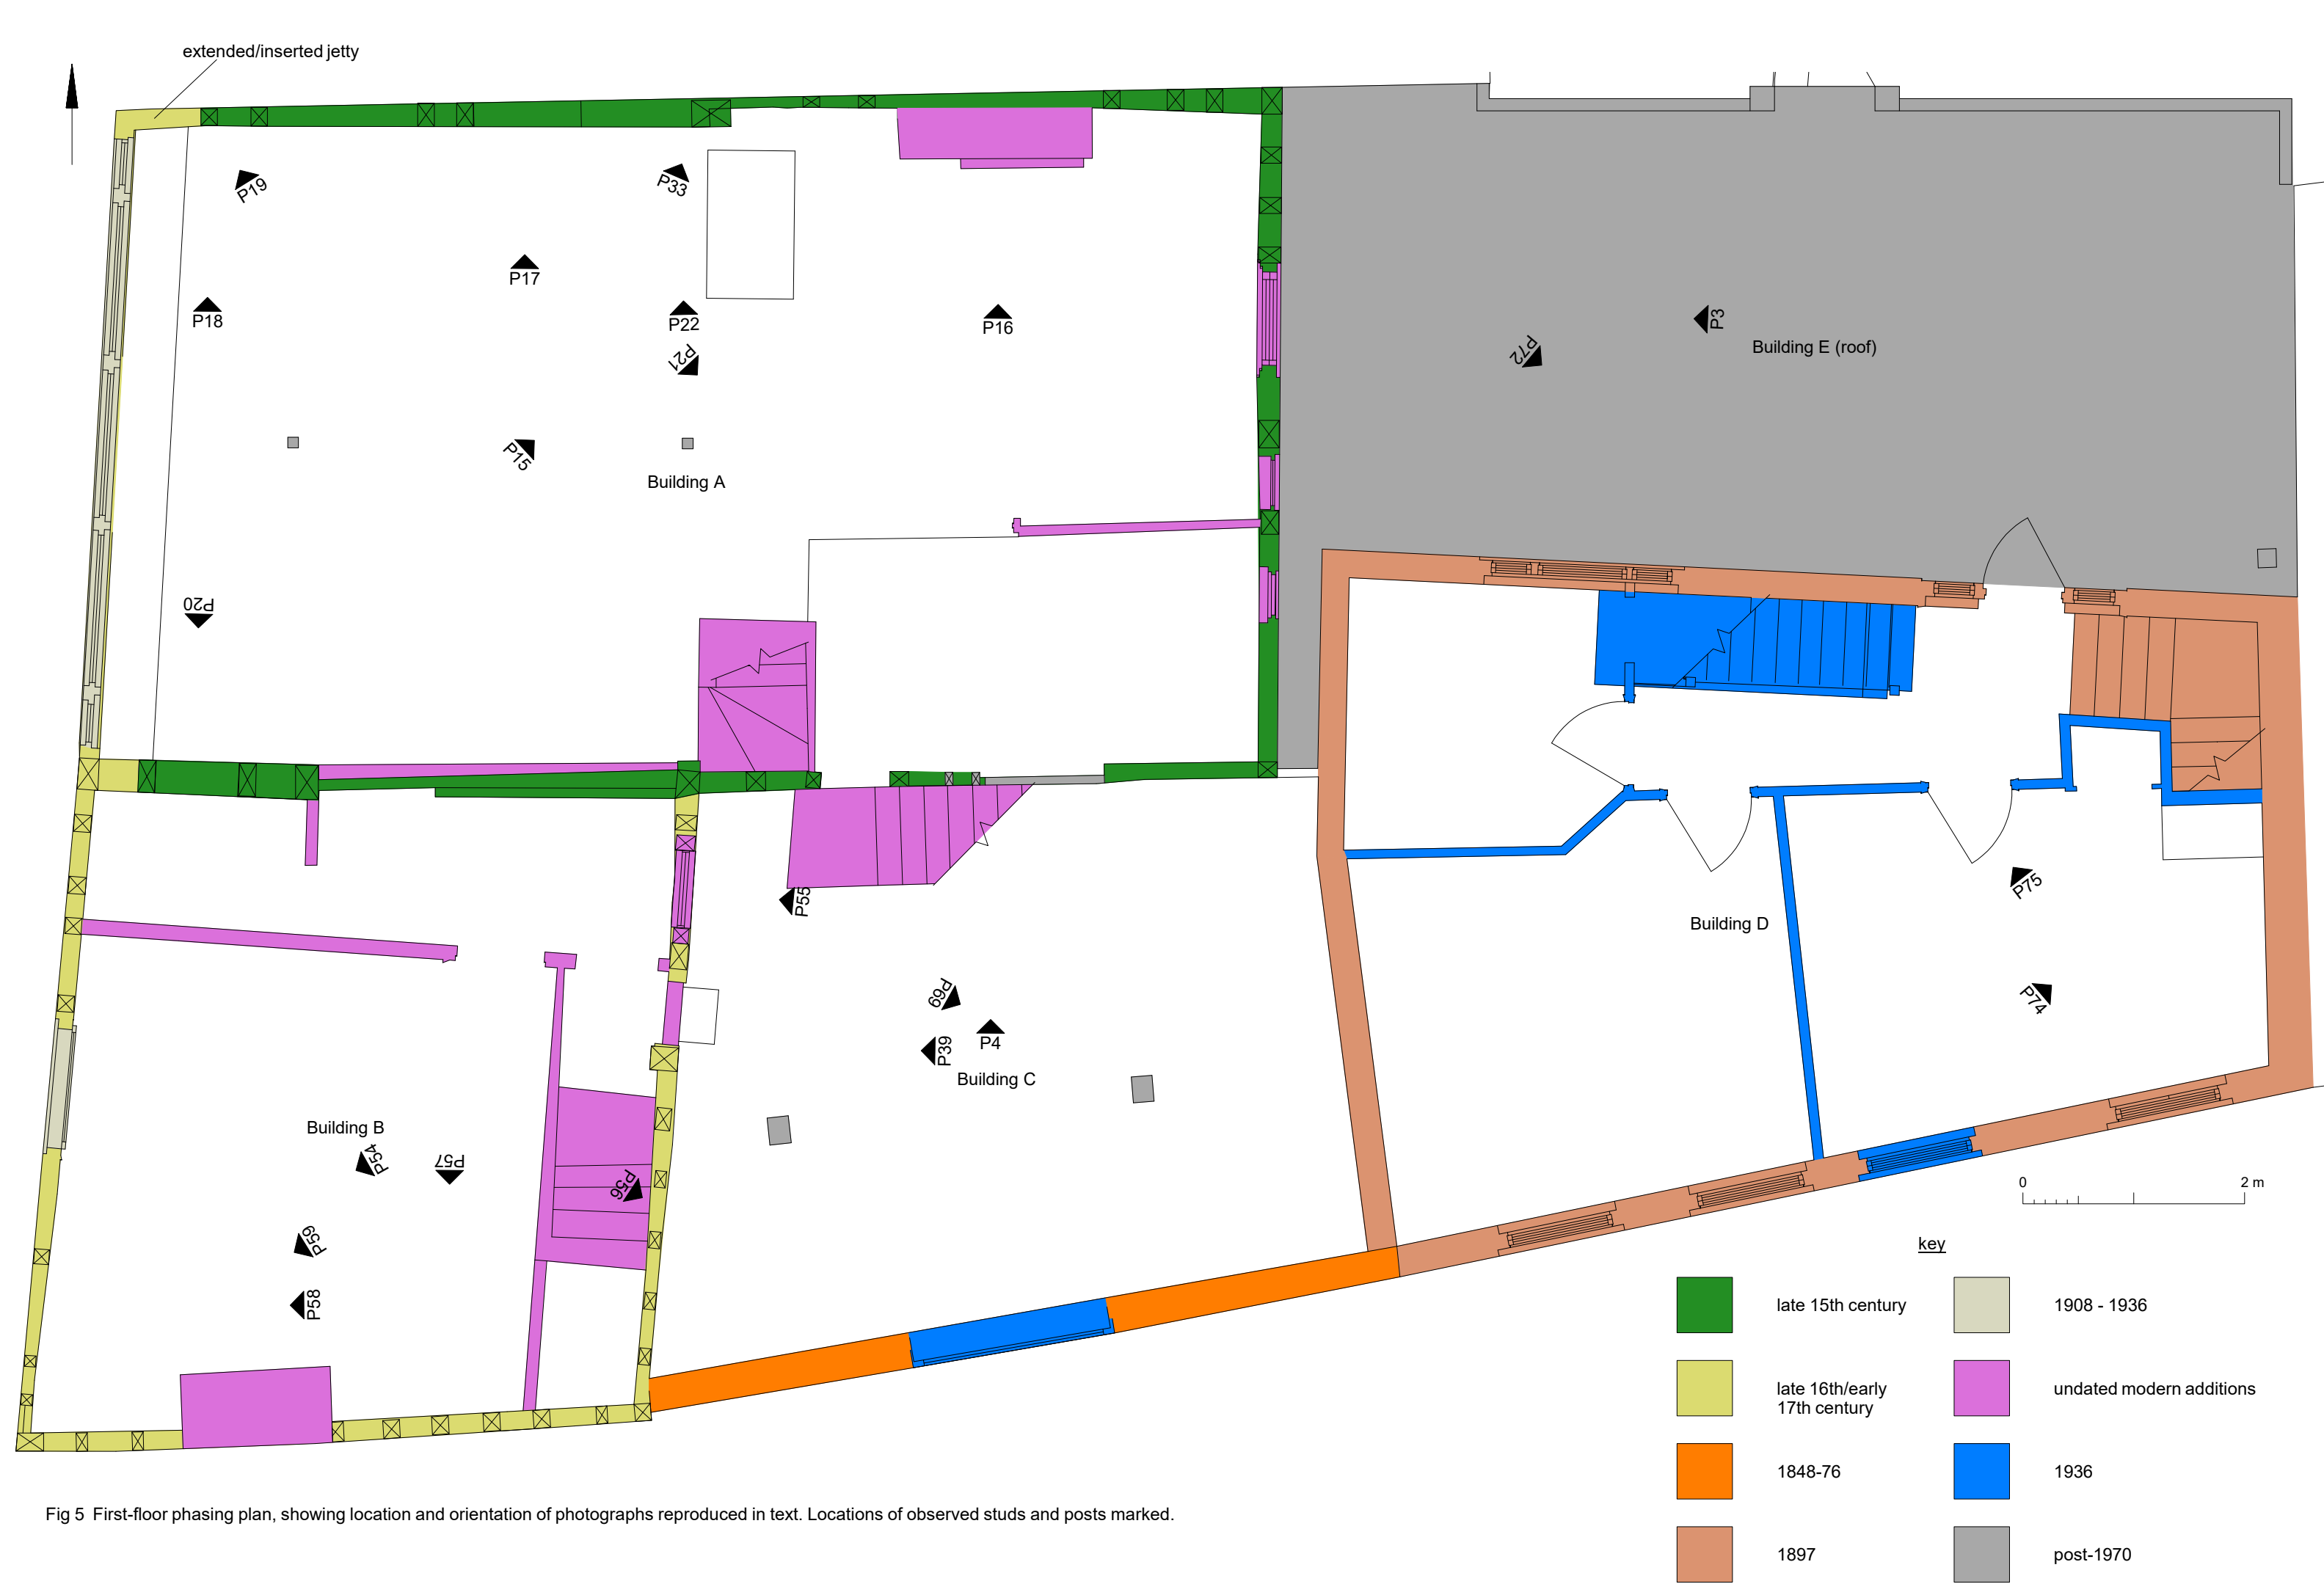 extended/inserted jetty
P19
P33
P17
P18
P22
P16
P3
P21
P72
Building E (roof)
P15
Building A
P20
P55
P75
Building D
P69
P74
P39
P4
Building C
Building B
P54
P57
P56
0
2 m
P59
key
P58
late 15th century
1908 - 1936
late 16th/early
17th century
undated modern additions
1848-76
1936
Fig 5 First-floor phasing plan, showing location and orientation of photographs reproduced in text. Locations of observed studs and posts marked.
1897
post-1970